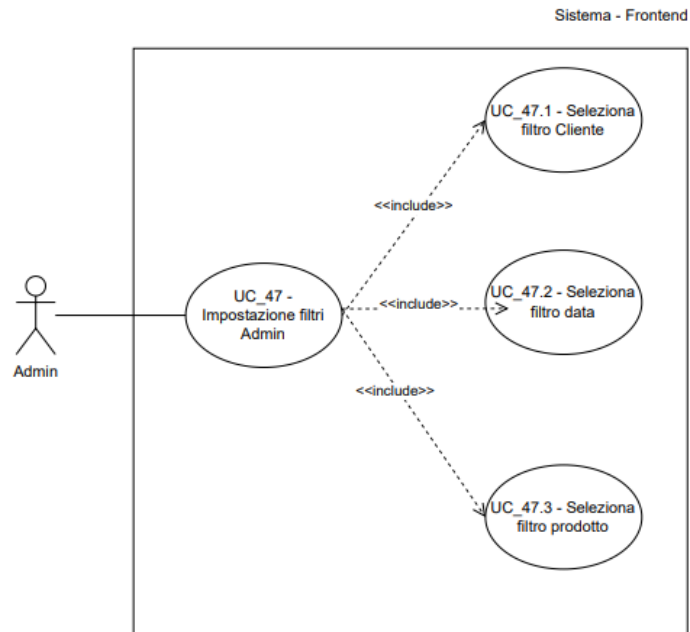 Sistema - Frontend
UC_47.1 - Seleziona
filtro Cliente
<<include>>
UC_47 -
Impostazione filtri
Admin
<<include>>
UC_47.2 - Seleziona
filtro data
Admin
<<include>>
UC_47.3 - Seleziona
filtro prodotto